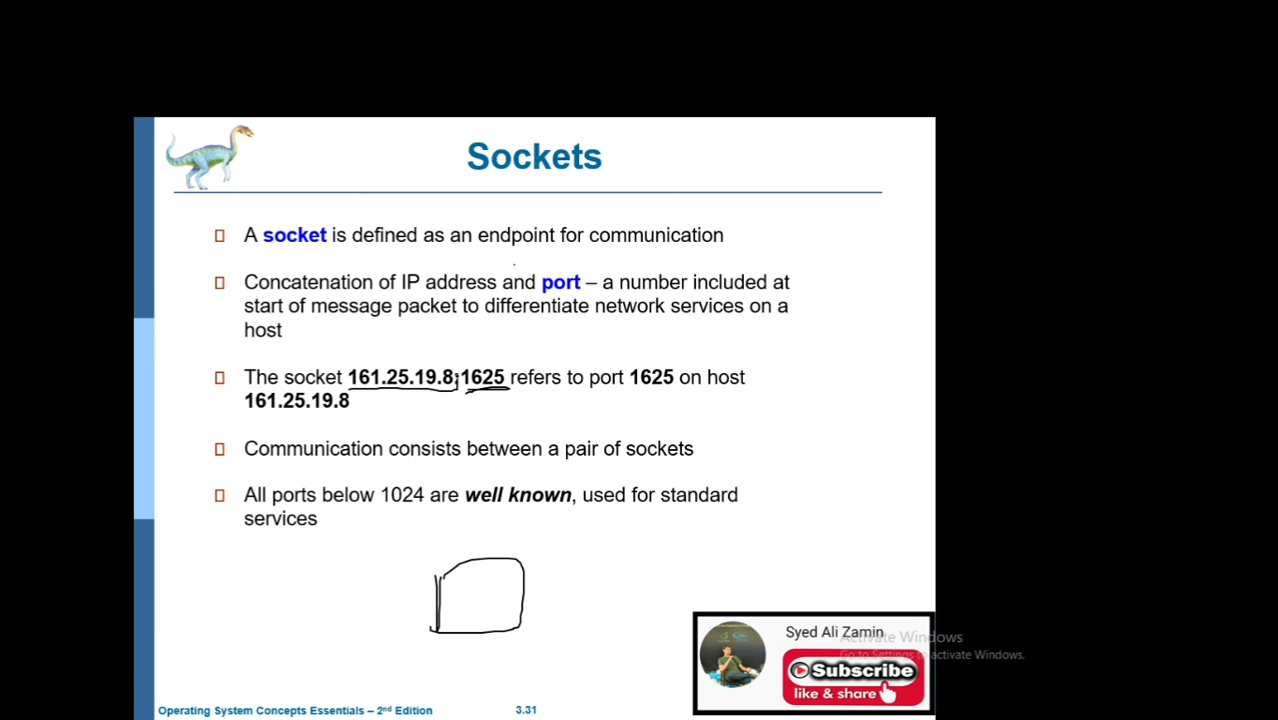 Sockets
A socket is defined as an endpoint for communication
Concatenation of IP address and port – a number included at
start of message packet to differentiate network services on a
host
The socket 161.25.19.8:1625 refers to port 1625 on host
161.25.19.8
Communication consists between a pair of sockets
All ports below 1024 are well known, used for standard
services
Syed Ali Zamin
Activate Windows
Go to Settings to activate Windows.
Subscribe
like & share
Operating System Concepts Essentials – 2nd Edition
3.31